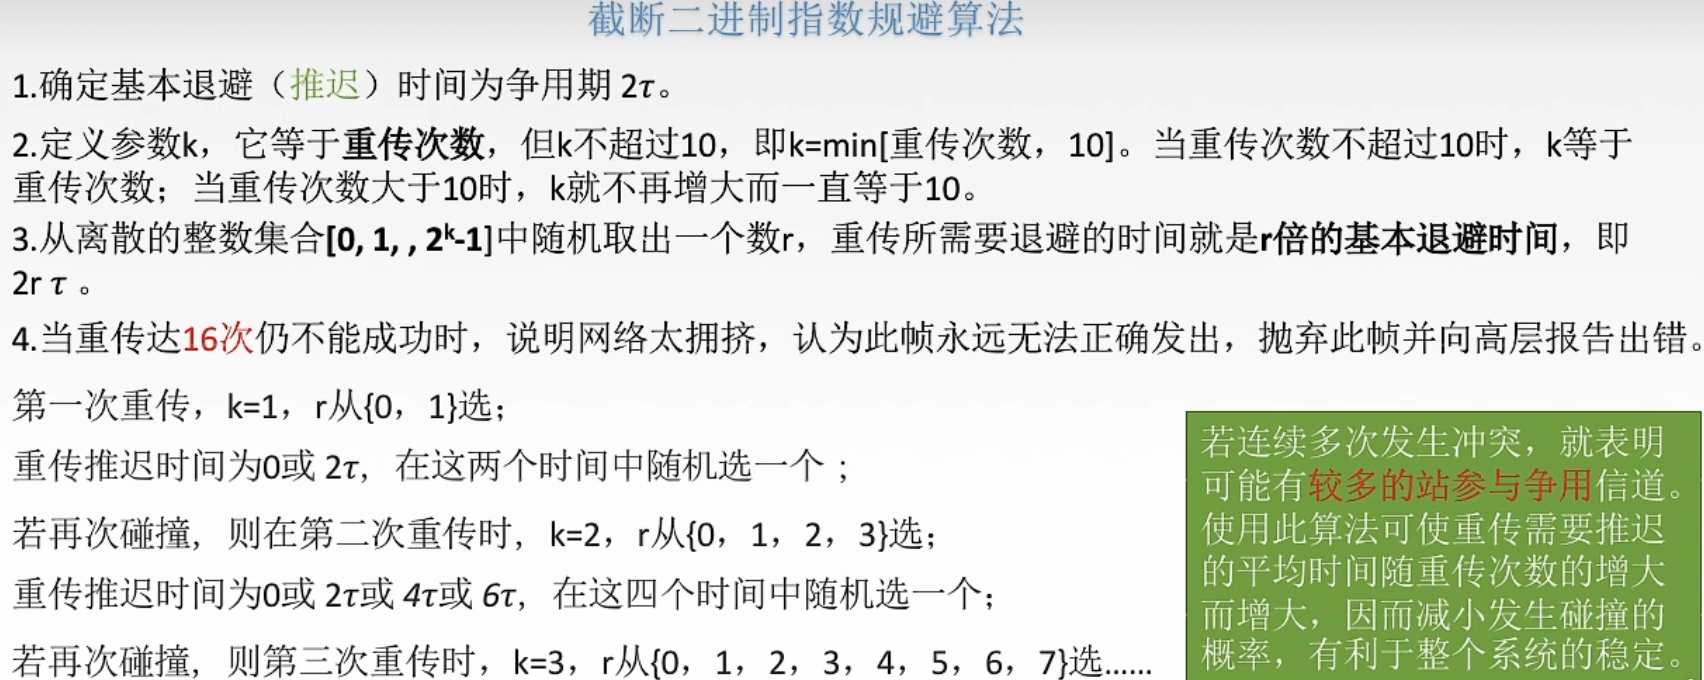 截断二进制指数规避算法
1.确定基本退避（推迟）时间为争用期 2τ。
2.定义参数k，它等于重传次数，但k不超过10，即k=min[重传次数，10]。当重传次数不超过10时，k等于
重传次数；当重传次数大于10时，k就不再增大而一直等于10。
3.从离散的整数集合[0, 1, , 2ᵏ-1]中随机取出一个数r，重传所需要退避的时间就是r倍的基本退避时间，即
2r τ 。
4.当重传达16次仍不能成功时，说明网络太拥挤，认为此帧永远无法正确发出，抛弃此帧并向高层报告出错。
第一次重传，k=1，r从{0，1}选；
重传推迟时间为0或 2τ，在这两个时间中随机选一个；
若再次碰撞，则在第二次重传时，k=2，r从{0，1，2，3}选；
重传推迟时间为0或 2τ或 4τ或 6τ，在这四个时间中随机选一个；
若再次碰撞，则第三次重传时，k=3，r从{0，1，2，3，4，5，6，7}选......
若连续多次发生冲突，就表明
可能有较多的站参与争用信道。
使用此算法可使重传需要推迟
的平均时间随重传次数的增大
而增大，因而减小发生碰撞的
概率，有利于整个系统的稳定。